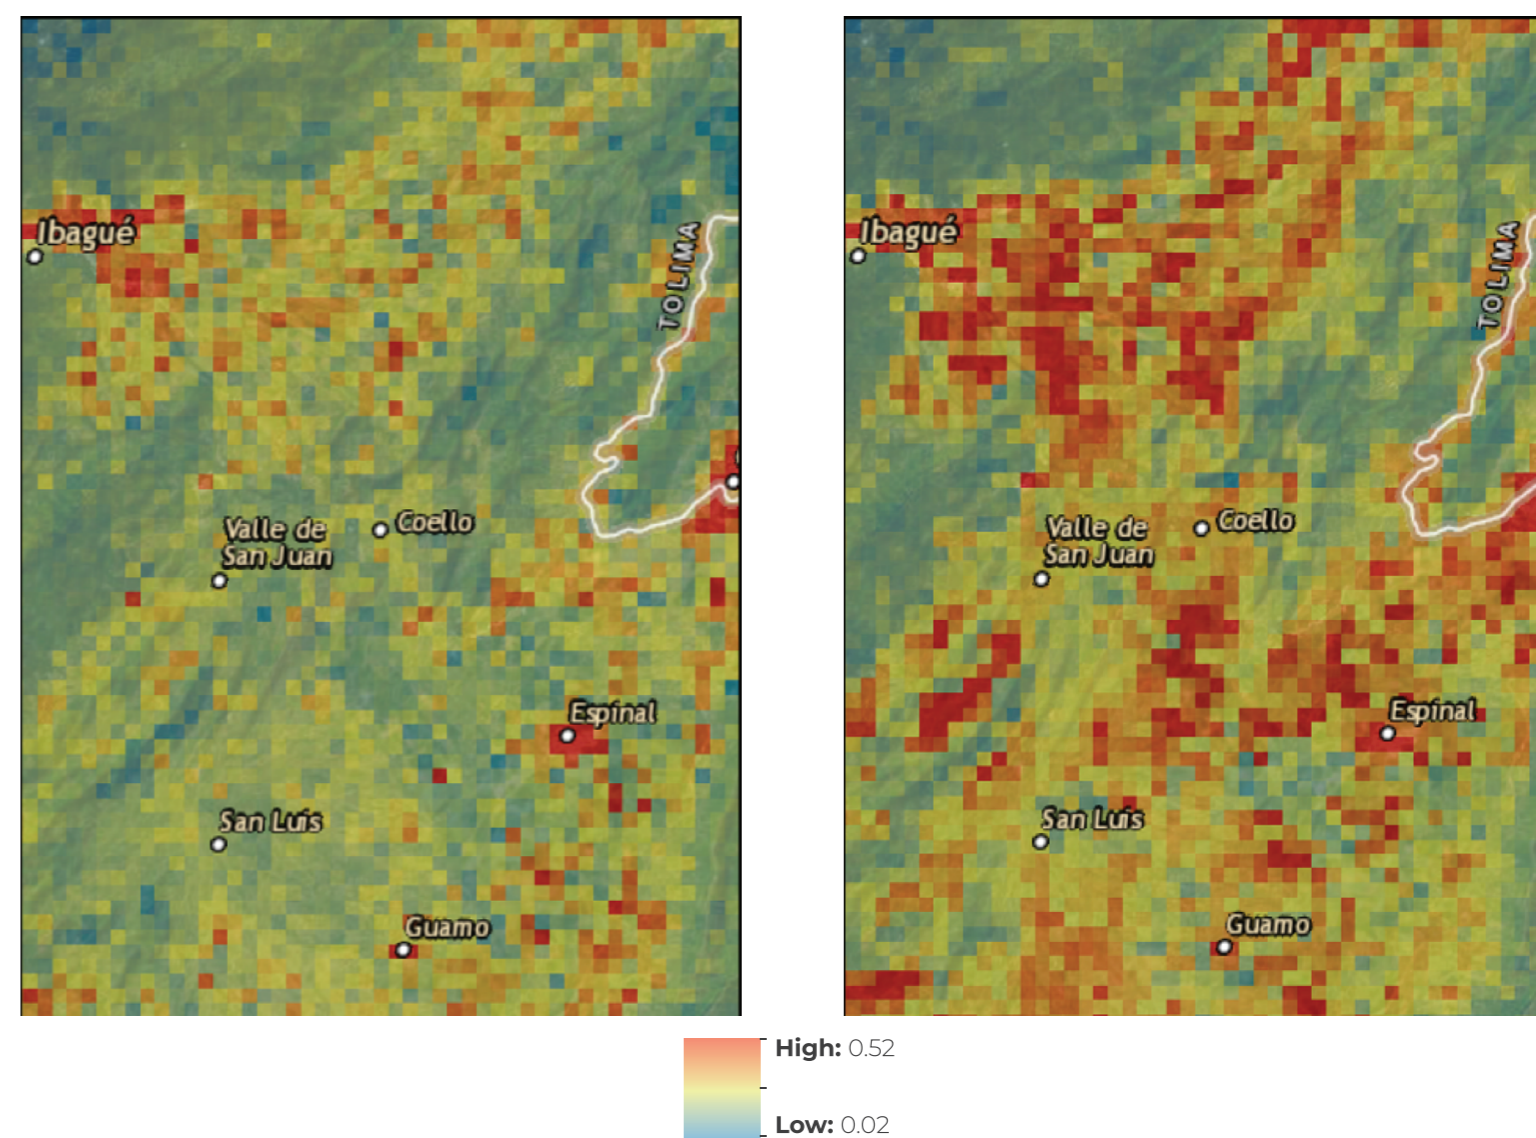 Ibagué
TOLIMA
Valle de
San Juan
Coello
Espinal
San Luis
Guamo
Ibagué
TOLIMA
Valle de
San Juan
Coello
Espinal
San Luis
Guamo
High: 0.52
Low: 0.02